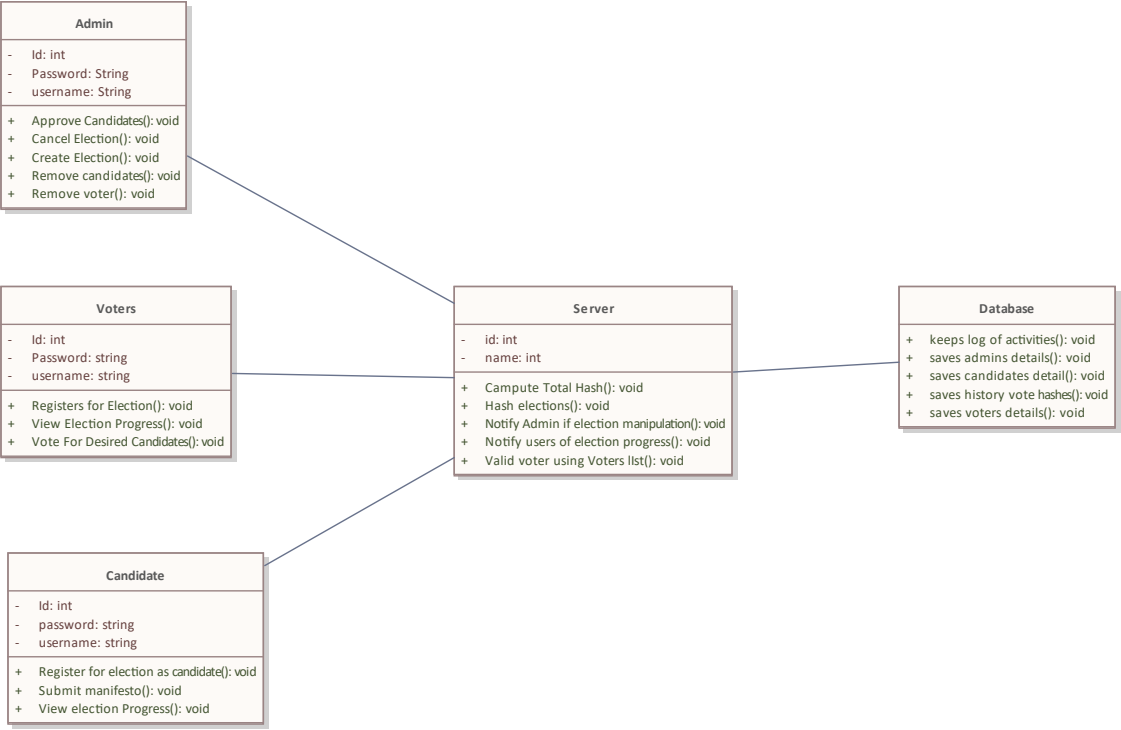 Admin
- Id: int
- Password: String
- username: String
+ Approve Candidates(): void
+ Cancel Election(): void
+ Create Election(): void
+ Remove candidates(): void
+ Remove voter(): void
Voters
- Id: int
- Password: string
- username: string
+ Registers for Election(): void
+ View Election Progress(): void
+ Vote For Desired Candidates(): void
Server
- id: int
- name: int
+ Campute Total Hash(): void
+ Hash elections(): void
+ Notify Admin if election manipulation(): void
+ Notify users of election progress(): void
+ Valid voter using Voters lIst(): void
Database
+ keeps log of activities(): void
+ saves admins details(): void
+ saves candidates detail(): void
+ saves history vote hashes(): void
+ saves voters details(): void
Candidate
- Id: int
- password: string
- username: string
+ Register for election as candidate(): void
+ Submit manifesto(): void
+ View election Progress(): void